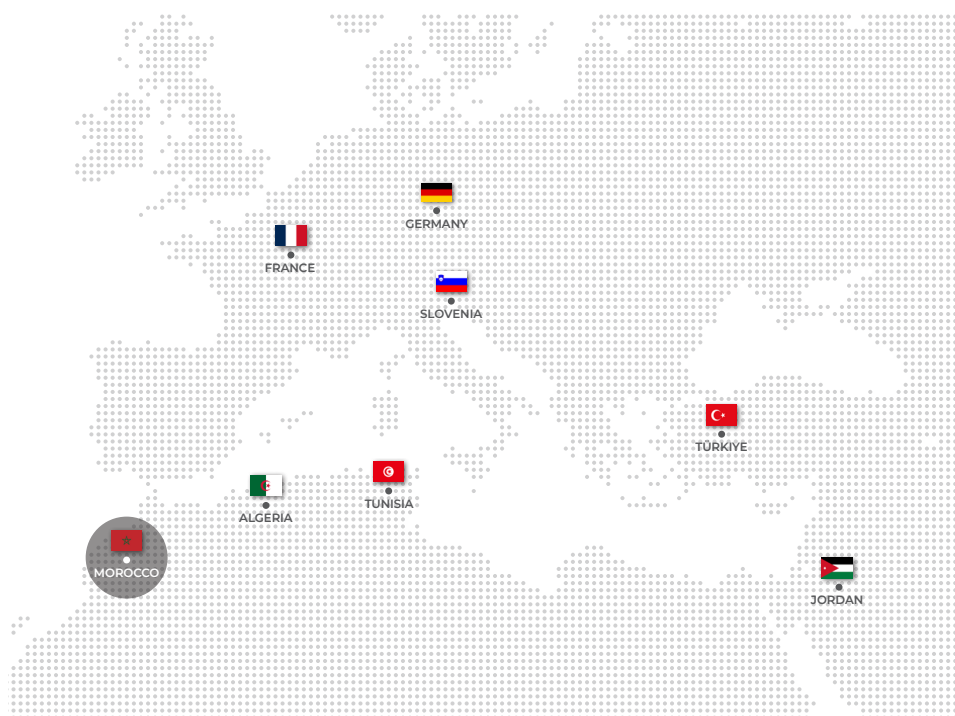 GERMANY
FRANCE
SLOVENIA
TÜRKIYE
TUNISIA
ALGERIA
MOROCCO
JORDAN